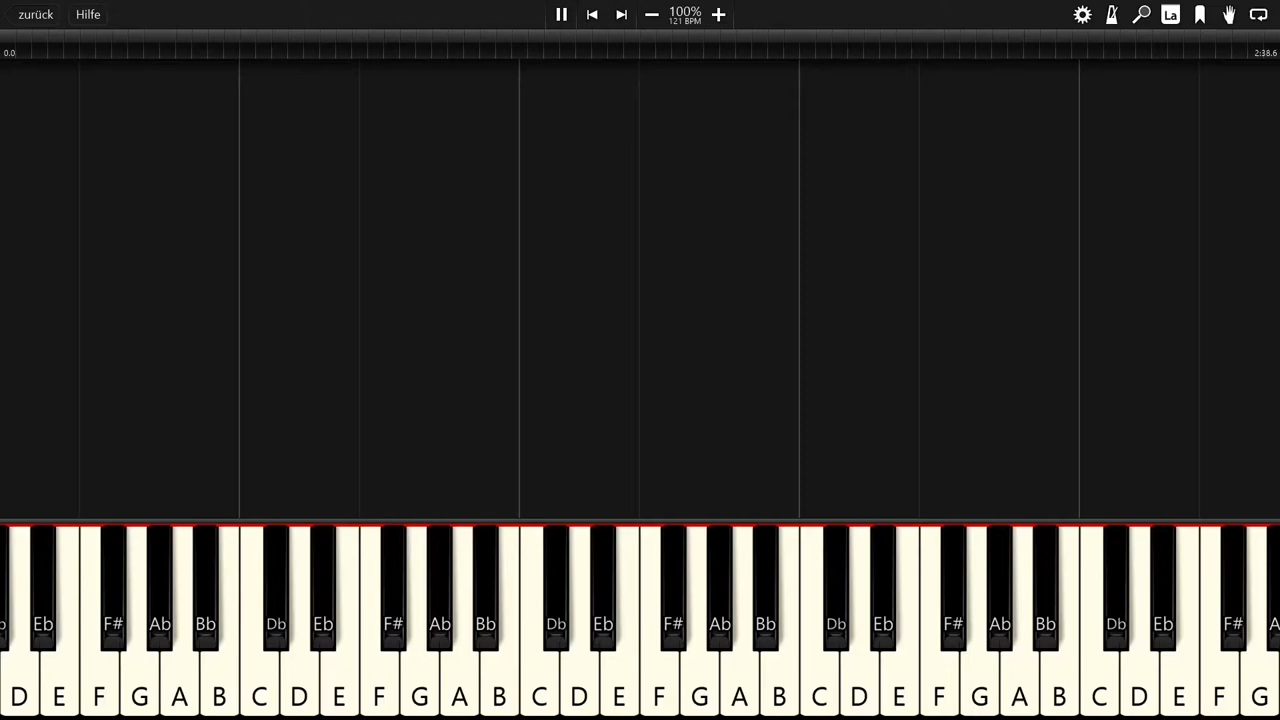 zurück Hilfe 100% La
121 BPM
0.0 2:38.6
Eb F# Ab Bb Db Eb F# Ab Bb Db Eb F# Ab Bb Db Eb F# Ab Bb Db Eb F#
D E F G A B C D E F G A B C D E F G A B C D E F G A B C D E F G